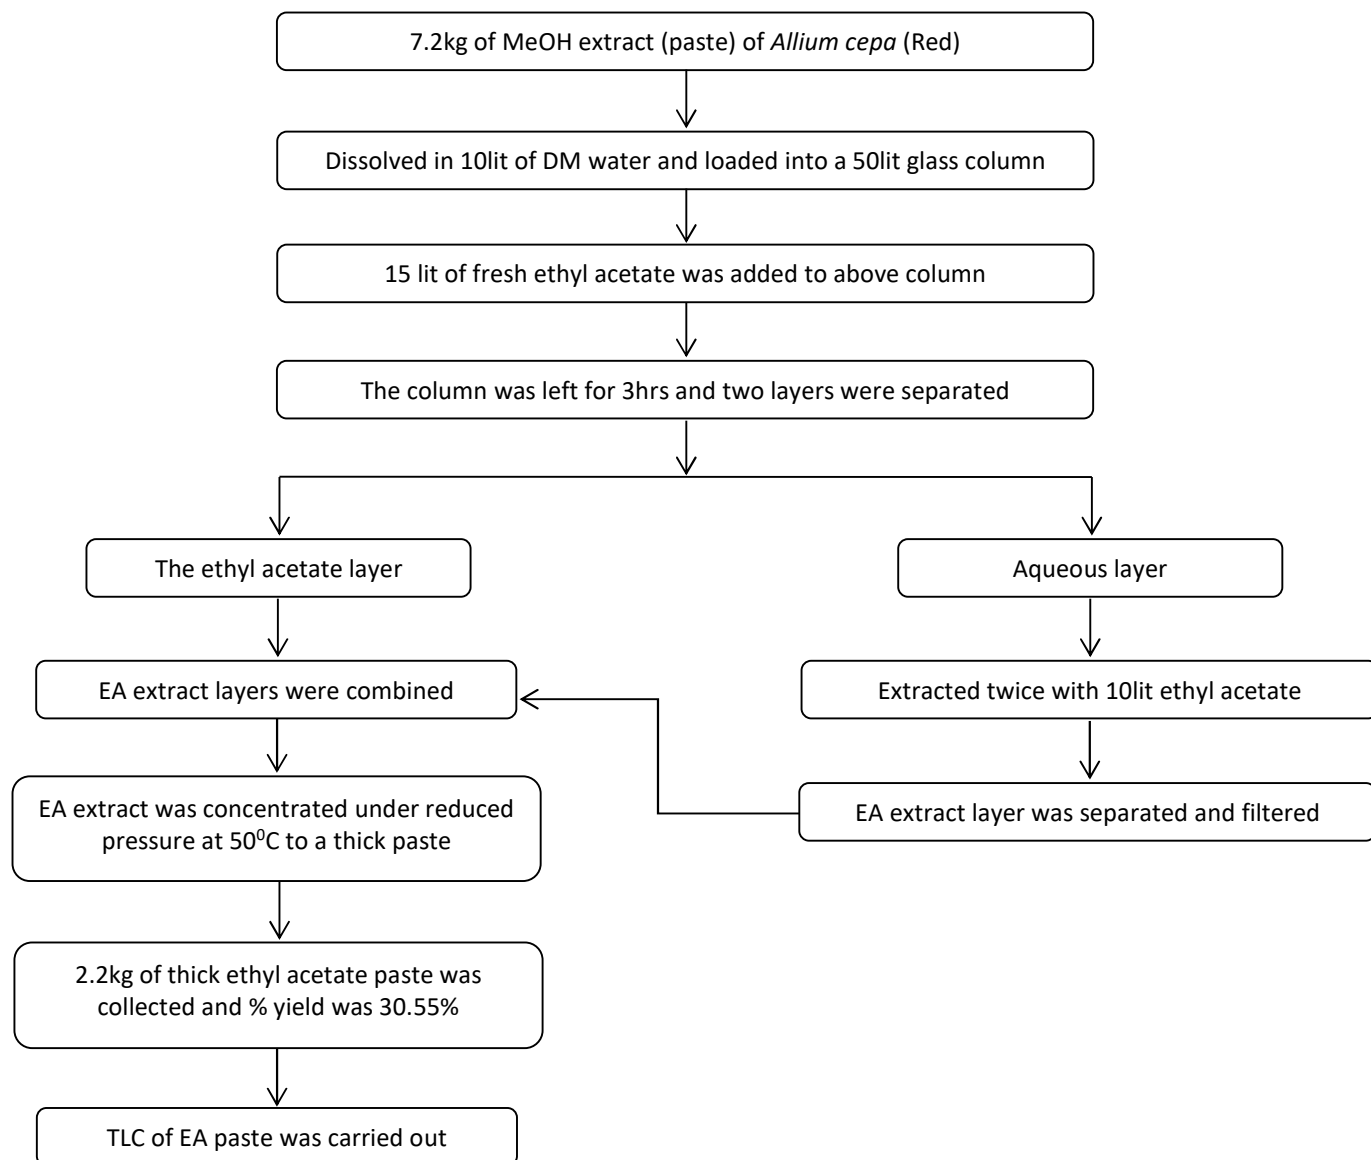 7.2kg of MeOH extract (paste) of Allium cepa (Red)
Dissolved in 10lit of DM water and loaded into a 50lit glass column
15 lit of fresh ethyl acetate was added to above column
The column was left for 3hrs and two layers were separated
The ethyl acetate layer
Aqueous layer
EA extract layers were combined
Extracted twice with 10lit ethyl acetate
EA extract was concentrated under reduced
pressure at 50⁰C to a thick paste
EA extract layer was separated and filtered
2.2kg of thick ethyl acetate paste was
collected and % yield was 30.55%
TLC of EA paste was carried out